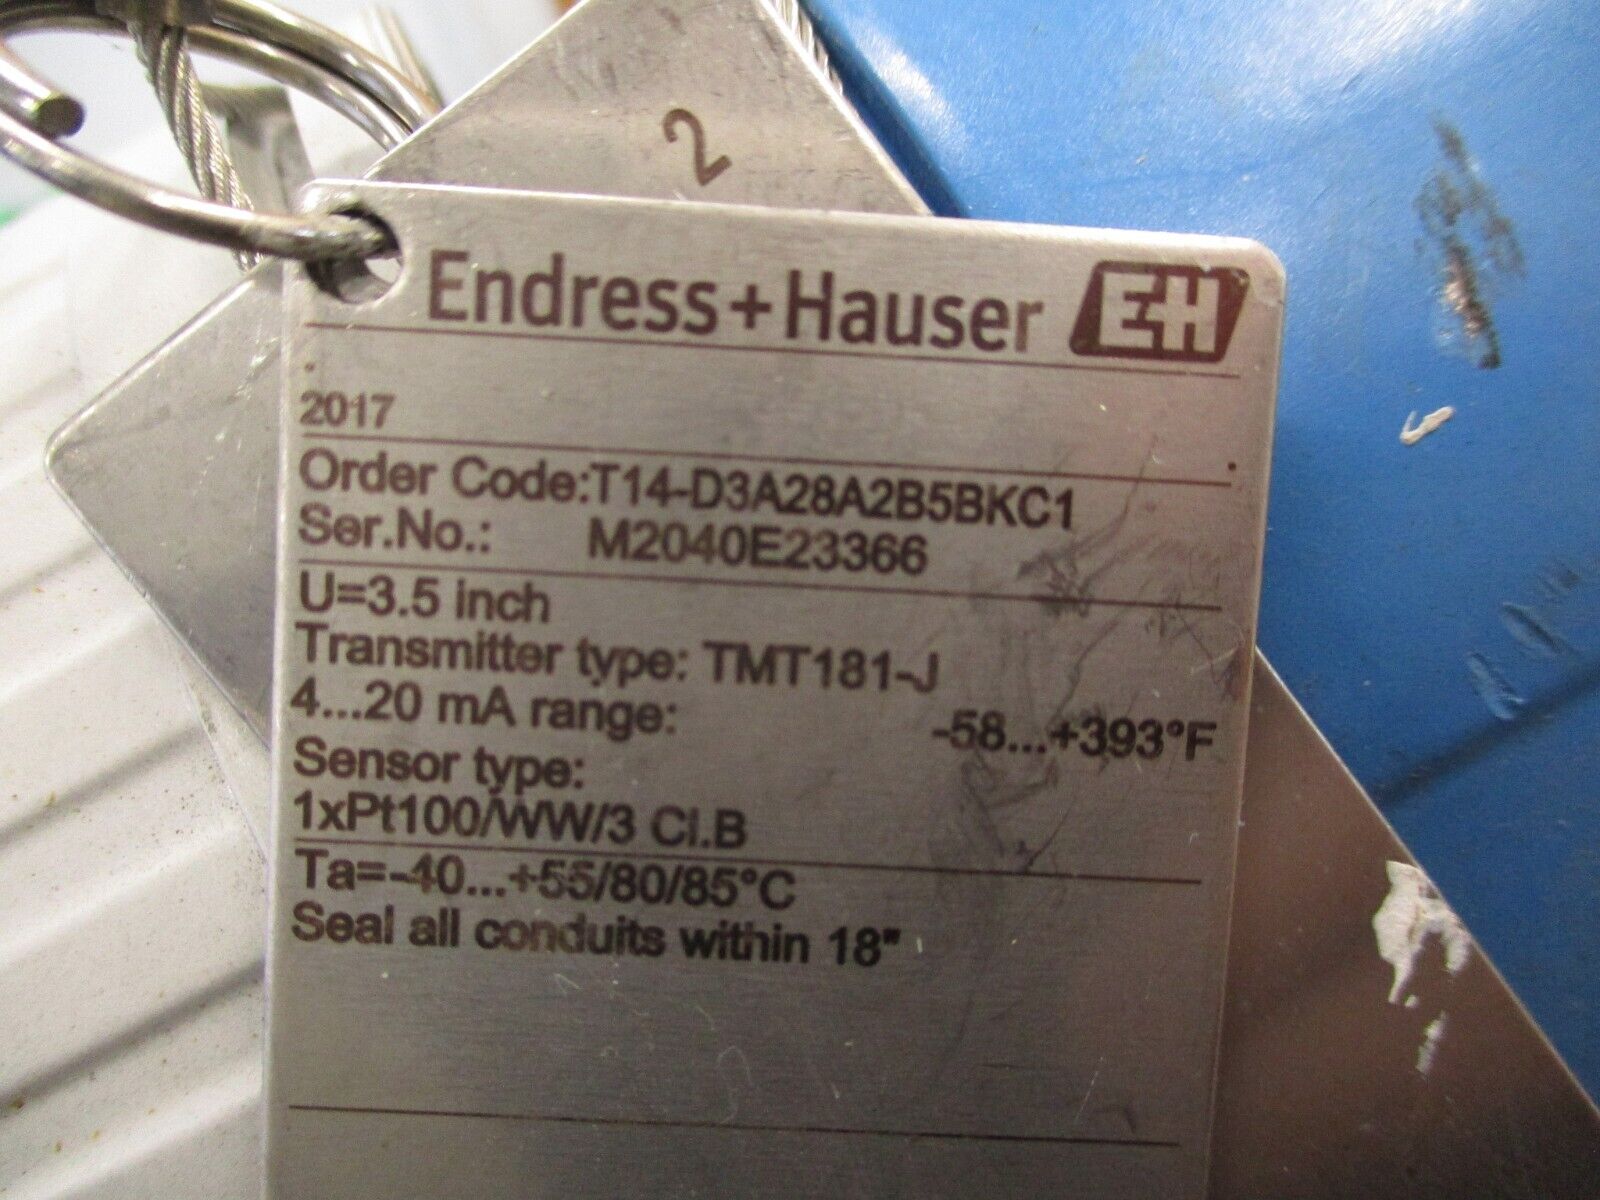 2
Endress+Hauser EH
2017
Order Code:T14-D3A28A2B5BKC1
Ser.No.: M2040E23366
U=3.5 inch
Transmitter type: TMT181-J
4...20 mA range: -58...+393°F
Sensor type:
1xPt100/WW/3 Cl.B
Ta=-40...+55/80/85°C
Seal all conduits within 18"